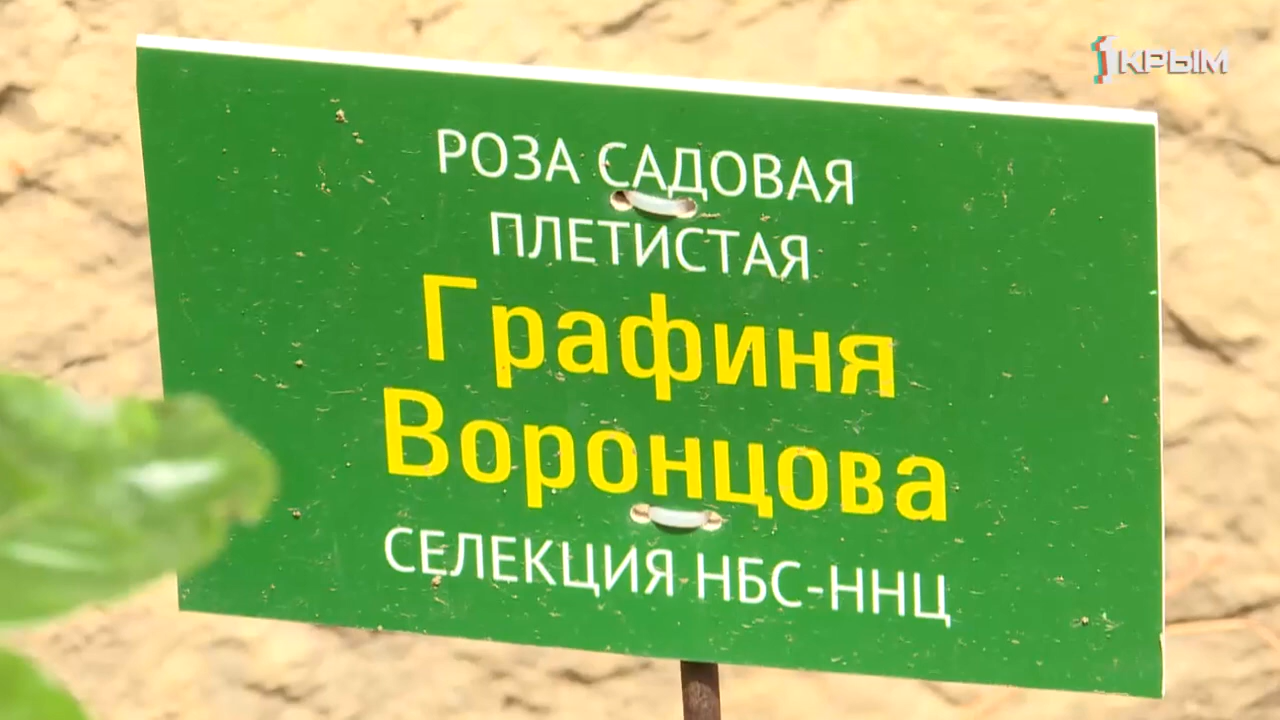 1КРЫМ
РОЗА САДОВАЯ
ПЛЕТИСТАЯ
Графиня
Воронцова
СЕЛЕКЦИЯ НБС-ННЦ